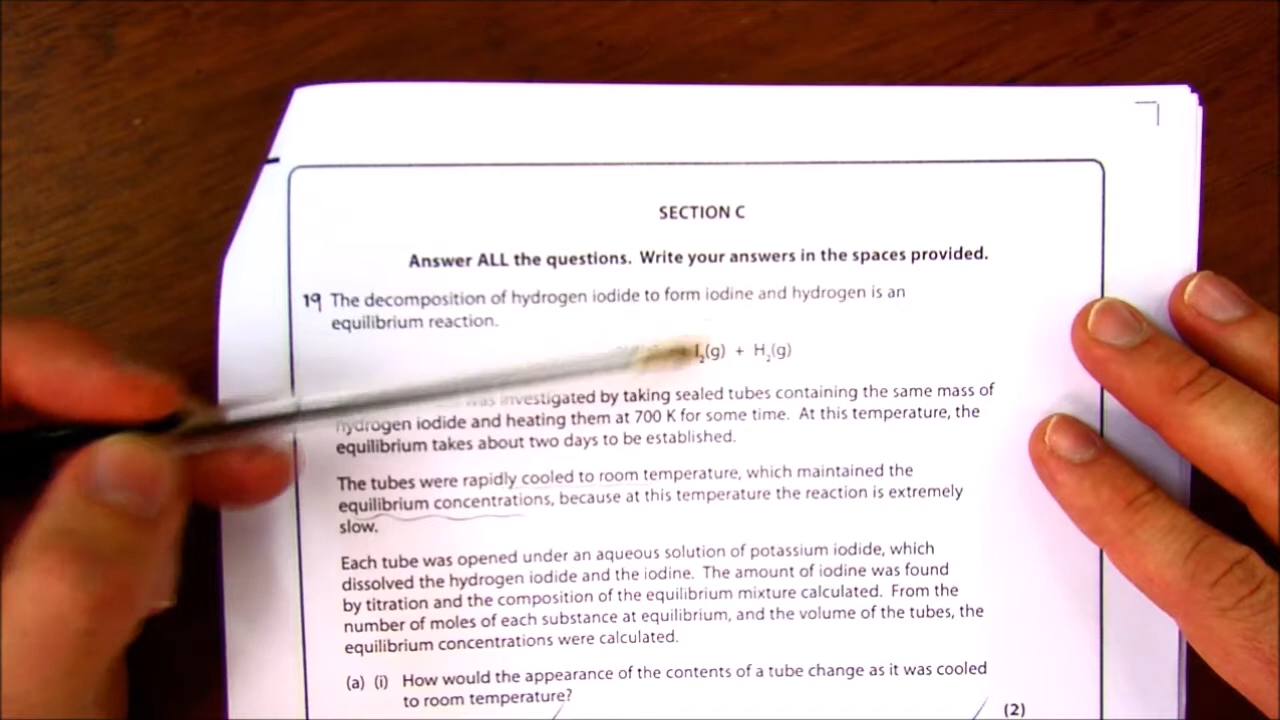 SECTION C
Answer ALL the questions. Write your answers in the spaces provided.
19 The decomposition of hydrogen iodide to form iodine and hydrogen is an
equilibrium reaction.
I₂(g) + H₂(g)
was investigated by taking sealed tubes containing the same mass of
hydrogen iodide and heating them at 700 K for some time. At this temperature, the
equilibrium takes about two days to be established.
The tubes were rapidly cooled to room temperature, which maintained the
equilibrium concentrations, because at this temperature the reaction is extremely
slow.
Each tube was opened under an aqueous solution of potassium iodide, which
dissolved the hydrogen iodide and the iodine. The amount of iodine was found
by titration and the composition of the equilibrium mixture calculated. From the
number of moles of each substance at equilibrium, and the volume of the tubes, the
equilibrium concentrations were calculated.
(a) (i) How would the appearance of the contents of a tube change as it was cooled
to room temperature?
(2)